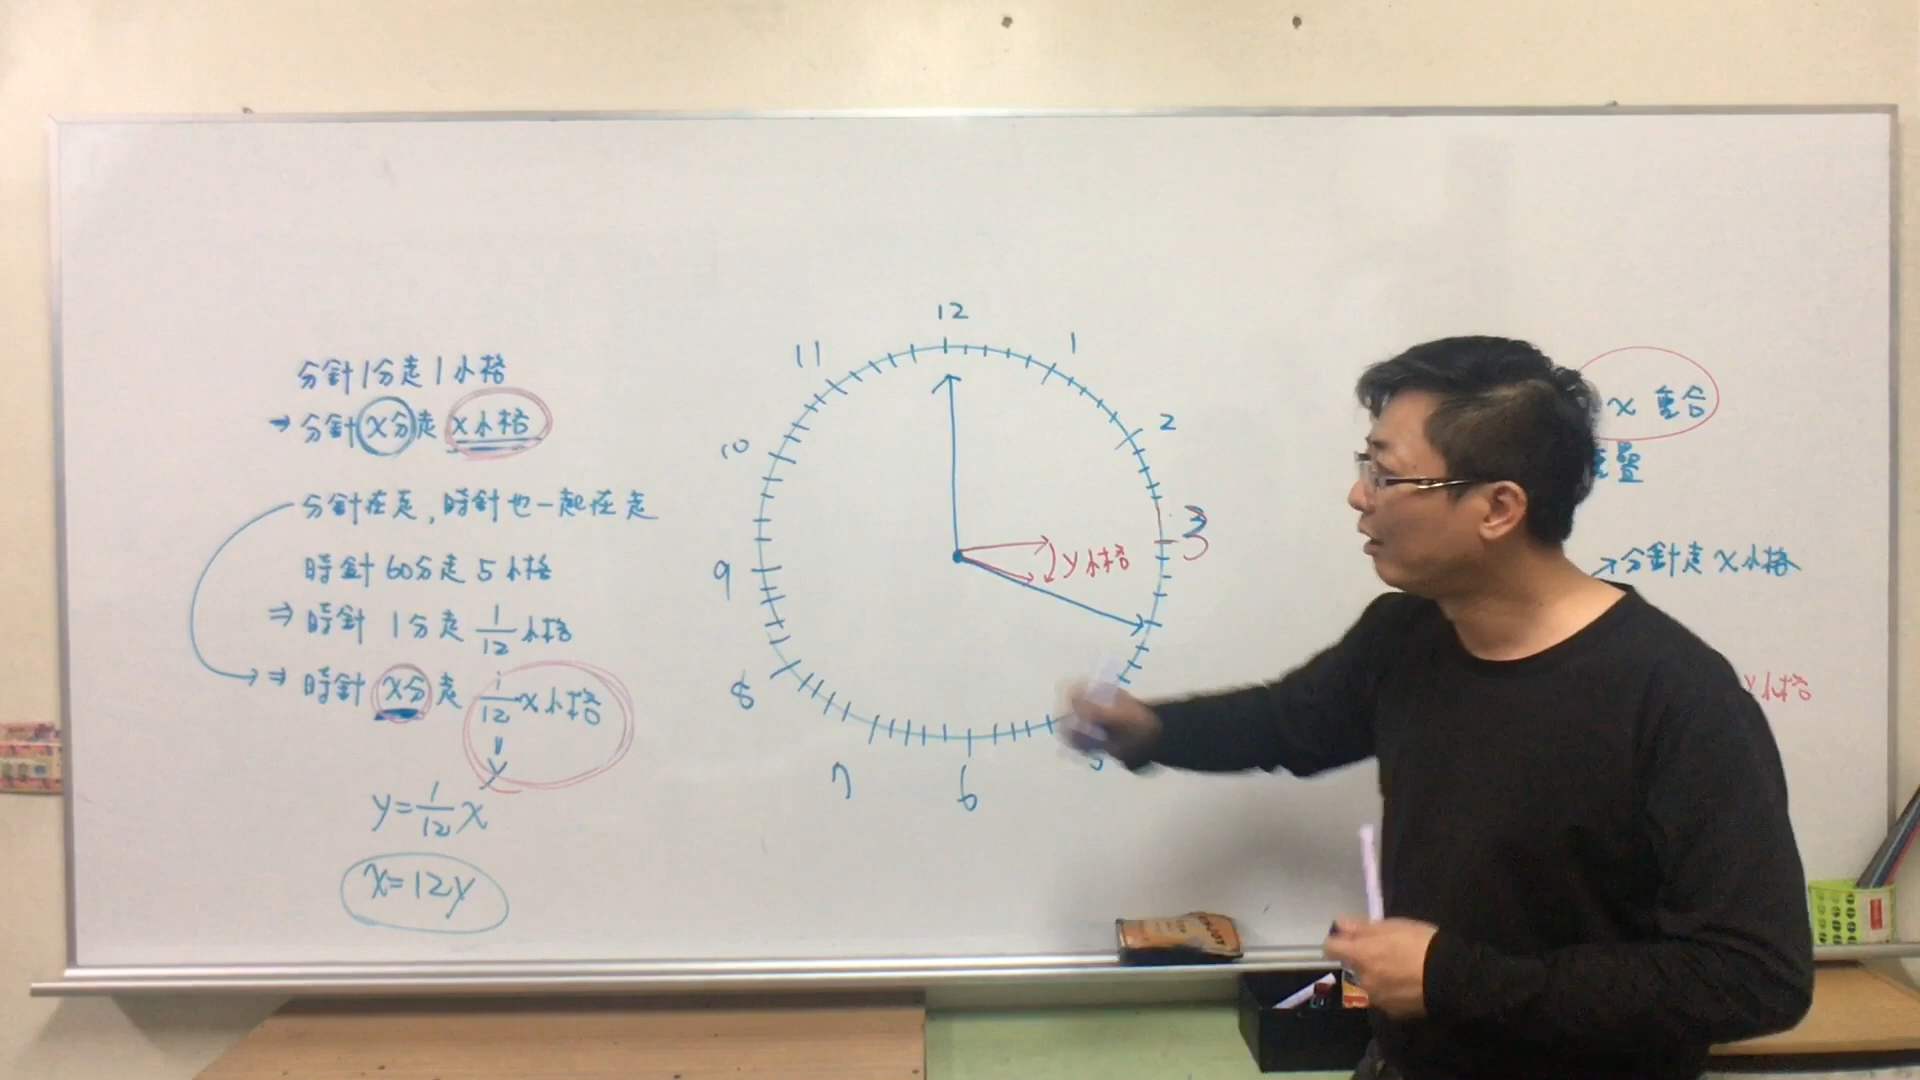 分針1分走1小格
→ 分針x分走 x小格
分針在走,時針也一起在走
時針60分走5小格
⇒ 時針 1分走 1/12 小格
⇒ 時針 x分走 1/12 x小格
y
y=1/12 x
x=12y
12
1
2
3
6
7
8
9
10
11
y小格
x 重合
疊
分針走 x小格
小格